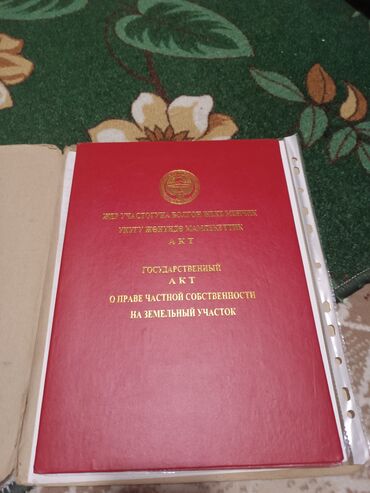 ЖЕР УЧАСТОГУНА БОЛГОН ЖЕКЕ МЕНЧИК
УКУГУ ЖӨНҮНДӨ МАМЛЕКЕТТИК
АКТ
ГОСУДАРСТВЕННЫЙ
АКТ
О ПРАВЕ ЧАСТНОЙ СОБСТВЕННОСТИ
НА ЗЕМЕЛЬНЫЙ УЧАСТОК